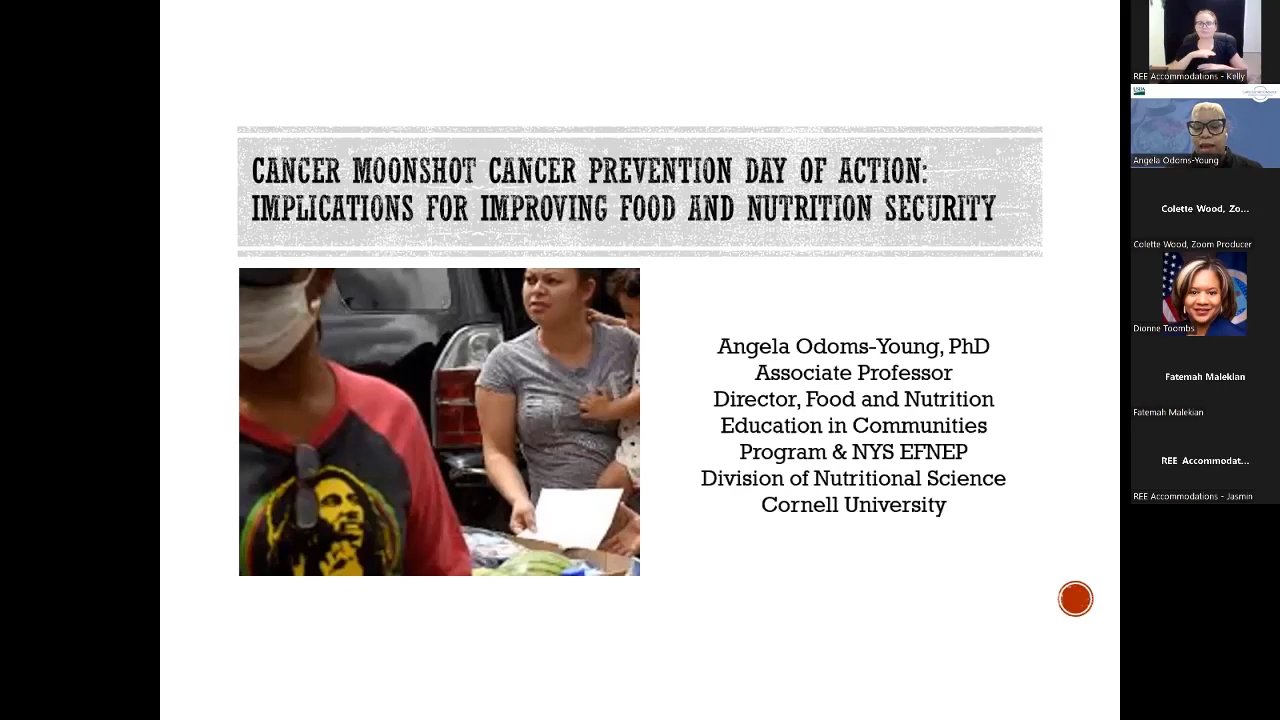 CANCER MOONSHOT CANCER PREVENTION DAY OF ACTION:
IMPLICATIONS FOR IMPROVING FOOD AND NUTRITION SECURITY
Angela Odoms-Young, PhD
Associate Professor
Director, Food and Nutrition
Education in Communities
Program & NYS EFNEP
Division of Nutritional Science
Cornell University
REE Accommodations - Kelly
USDA
Angela Odoms-Young
Colette Wood, Zo...
Colette Wood, Zoom Producer
Dionne Toombs
Fatemah Malekian
Fatemah Malekian
REE Accommodat...
REE Accommodations - Jasmin